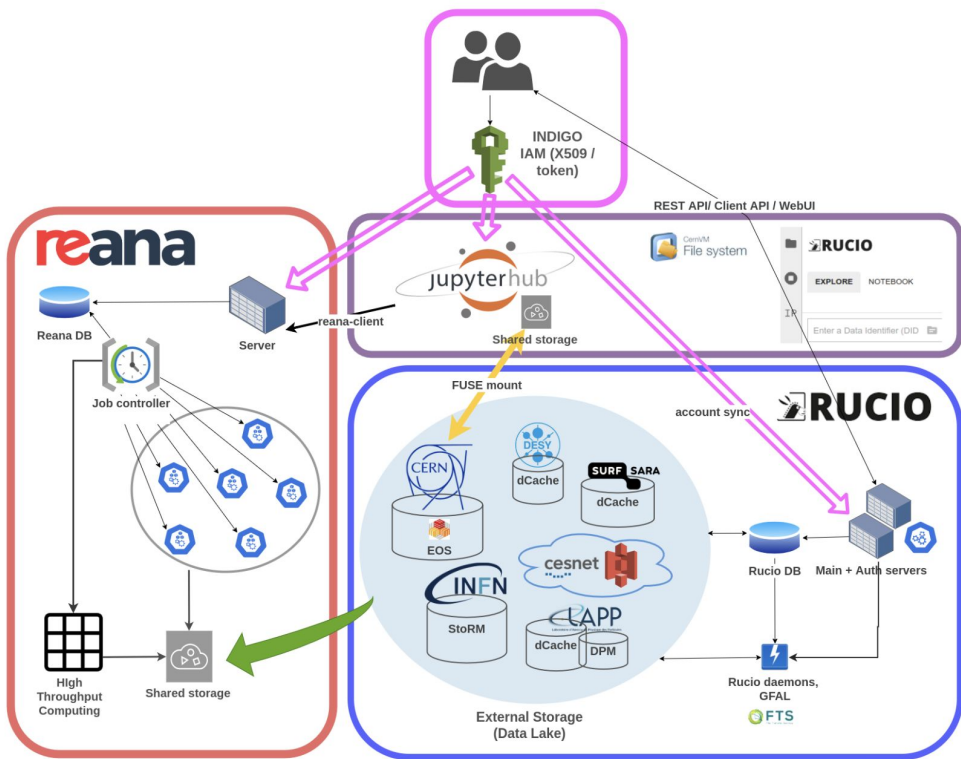 INDIGO
IAM (X509 /
token)
REST API/ Client API / WebUI
reana
Reana DB
Server
reana-client
Job controller
HIgh
Throughput
Computing
Shared storage
jupyterhub
Shared storage
CernVM
File system
RUCIO
EXPLORE NOTEBOOK
IP
Enter a Data Identifier (DID
FUSE mount
account sync
RUCIO
CERN
EOS
DESY
dCache
SURF SARA
dCache
cesnet
INFN
StoRM
LAPP
dCache
DPM
External Storage
(Data Lake)
Rucio DB
Main + Auth servers
Rucio daemons,
GFAL
FTS